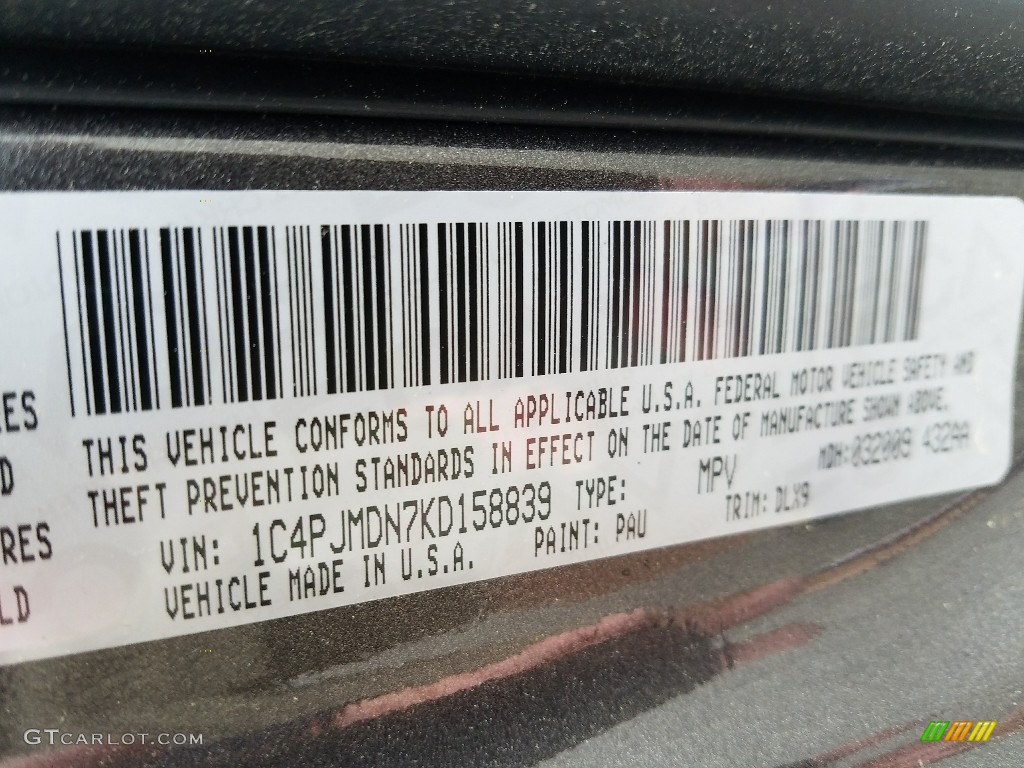 RES
D
RES
LD
THIS VEHICLE CONFORMS TO ALL APPLICABLE U.S.A. FEDERAL MOTOR VEHICLE SAFETY AND
THEFT PREVENTION STANDARDS IN EFFECT ON THE DATE OF MANUFACTURE SHOWN ABOVE.
VIN: 1C4PJMDN7KD158839 TYPE: MPV MDH:032009 432AA
VEHICLE MADE IN U.S.A. PAINT: PAU TRIM: DLX9
GTCARLOT.COM